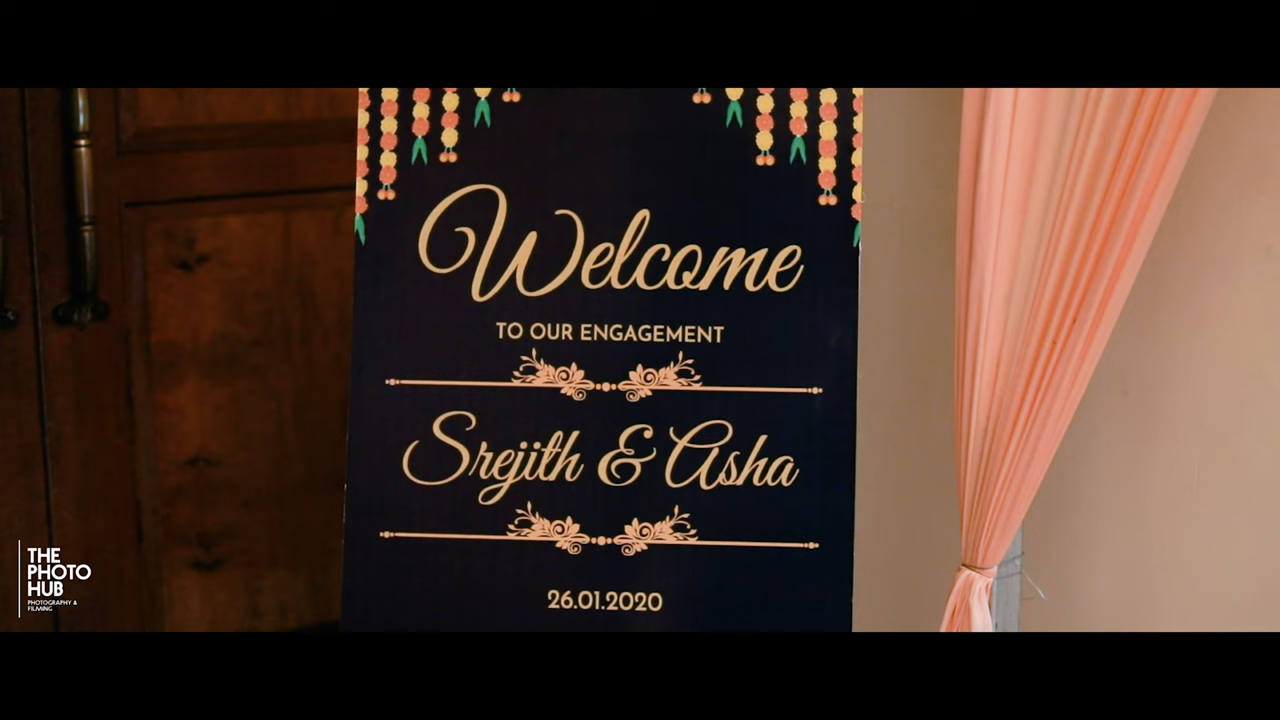 Welcome
TO OUR ENGAGEMENT
Srejith & Asha
26.01.2020
THE
PHOTO
HUB
PHOTOGRAPHY &
FILMING